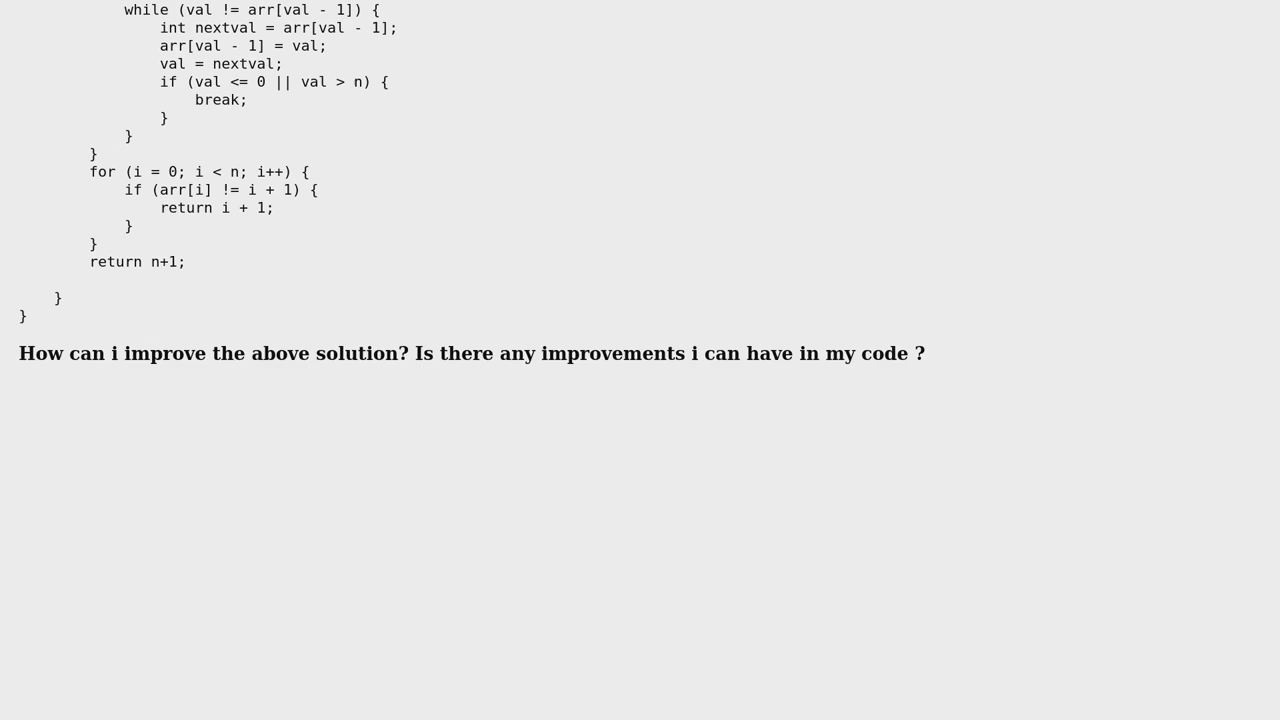 while (val != arr[val - 1]) {
int nextval = arr[val - 1];
arr[val - 1] = val;
val = nextval;
if (val <= 0 || val > n) {
break;
}
}
}
for (i = 0; i < n; i++) {
if (arr[i] != i + 1) {
return i + 1;
}
}
return n+1;
}
}
How can i improve the above solution? Is there any improvements i can have in my code ?